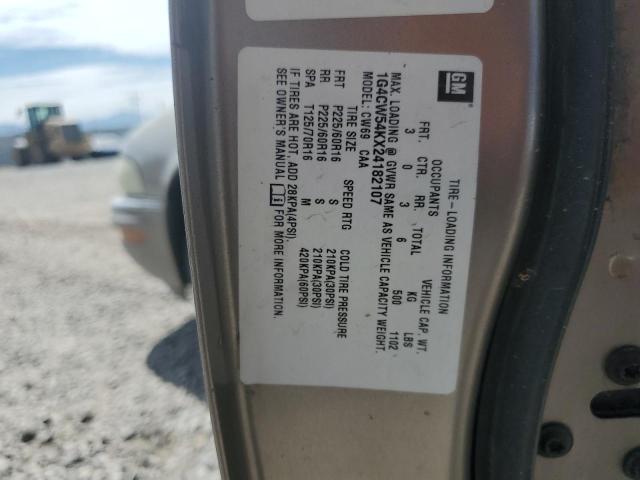 GM
TIRE-LOADING INFORMATION
OCCUPANTS VEHICLE CAP. WT.
FRT. CTR. RR. TOTAL KG LBS
3 0 3 6 500 1102
MAX. LOADING @ GVWR SAME AS VEHICLE CAPACITY WEIGHT.
1G4CW54KX24182107
MODEL: CW69 CAA
TIRE SIZE SPEED RTG COLD TIRE PRESSURE
FRT P225/60R16 S 210KPA(30PSI)
RR P225/60R16 S 210KPA(30PSI)
SPA T125/70R16 M 420KPA(60PSI)
IF TIRES ARE HOT, ADD 28KPA(4PSI).
SEE OWNER'S MANUAL i FOR MORE INFORMATION.